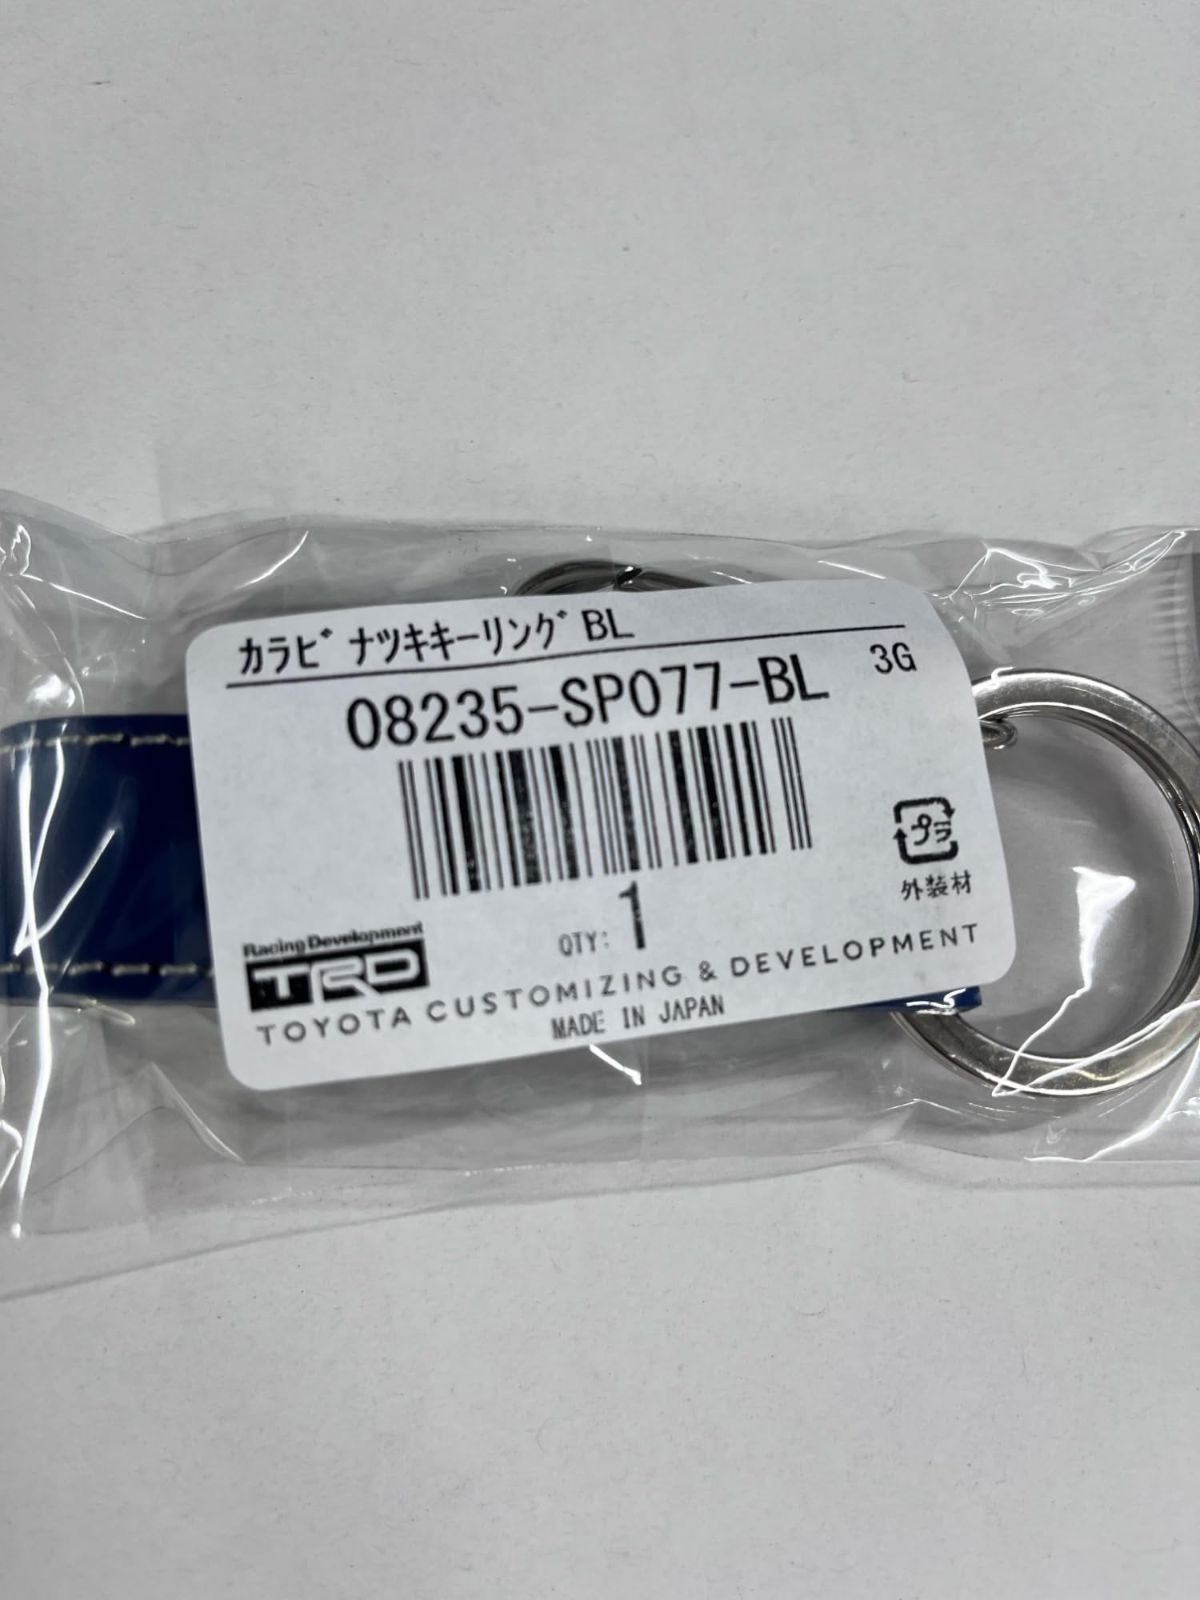 ｶﾗﾋﾞﾅﾂｷｷｰﾘﾝｸﾞBL
08235-SP077-BL
3G
プラ
外装材
QTY: 1
Racing Development
TRD
TOYOTA CUSTOMIZING & DEVELOPMENT
MADE IN JAPAN